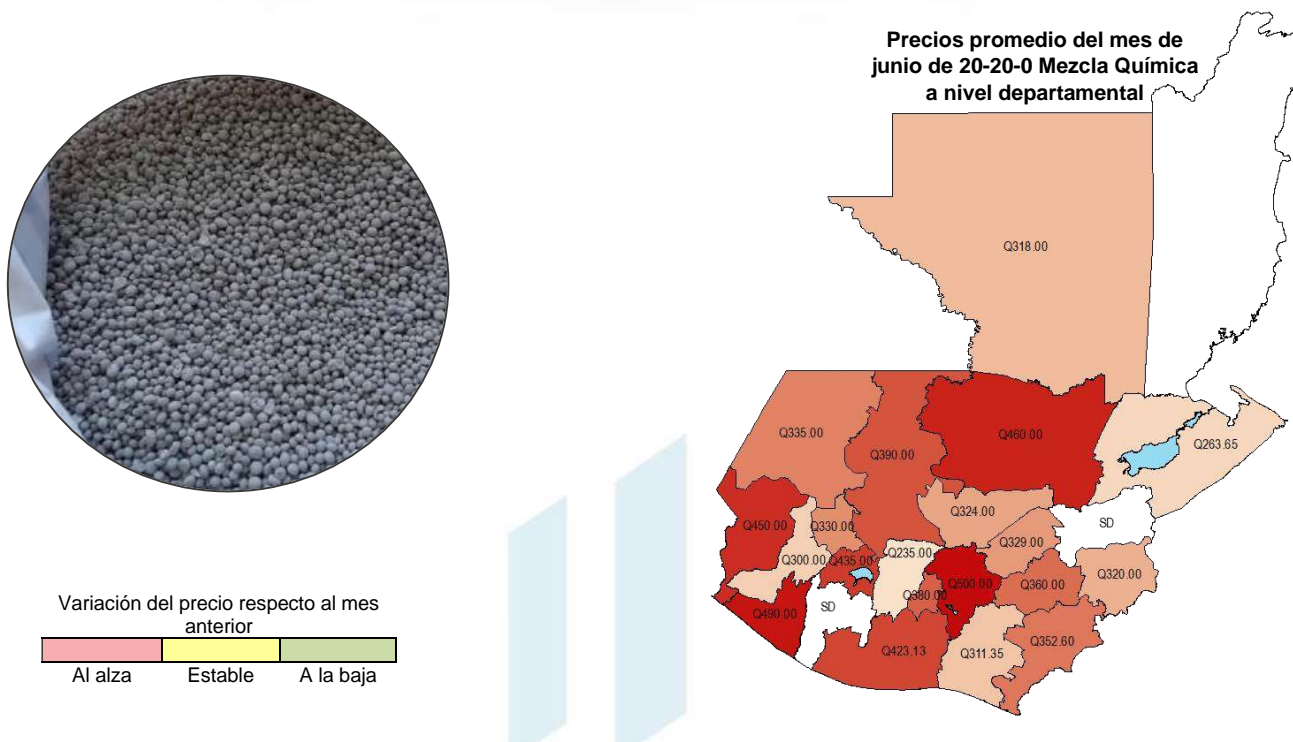 Precios promedio del mes de
junio de 20-20-0 Mezcla Química
a nivel departamental
Q318.00
Q335.00
Q390.00
Q460.00
Q263.65
Q450.00
Q330.00
Q324.00
SD
Q329.00
Q300.00
Q435.00
Q235.00
Q320.00
Q490.00
SD
Q380.00
Q500.00
Q360.00
Q423.13
Q311.35
Q352.60
Variación del precio respecto al mes
anterior
Al alza
Estable
A la baja